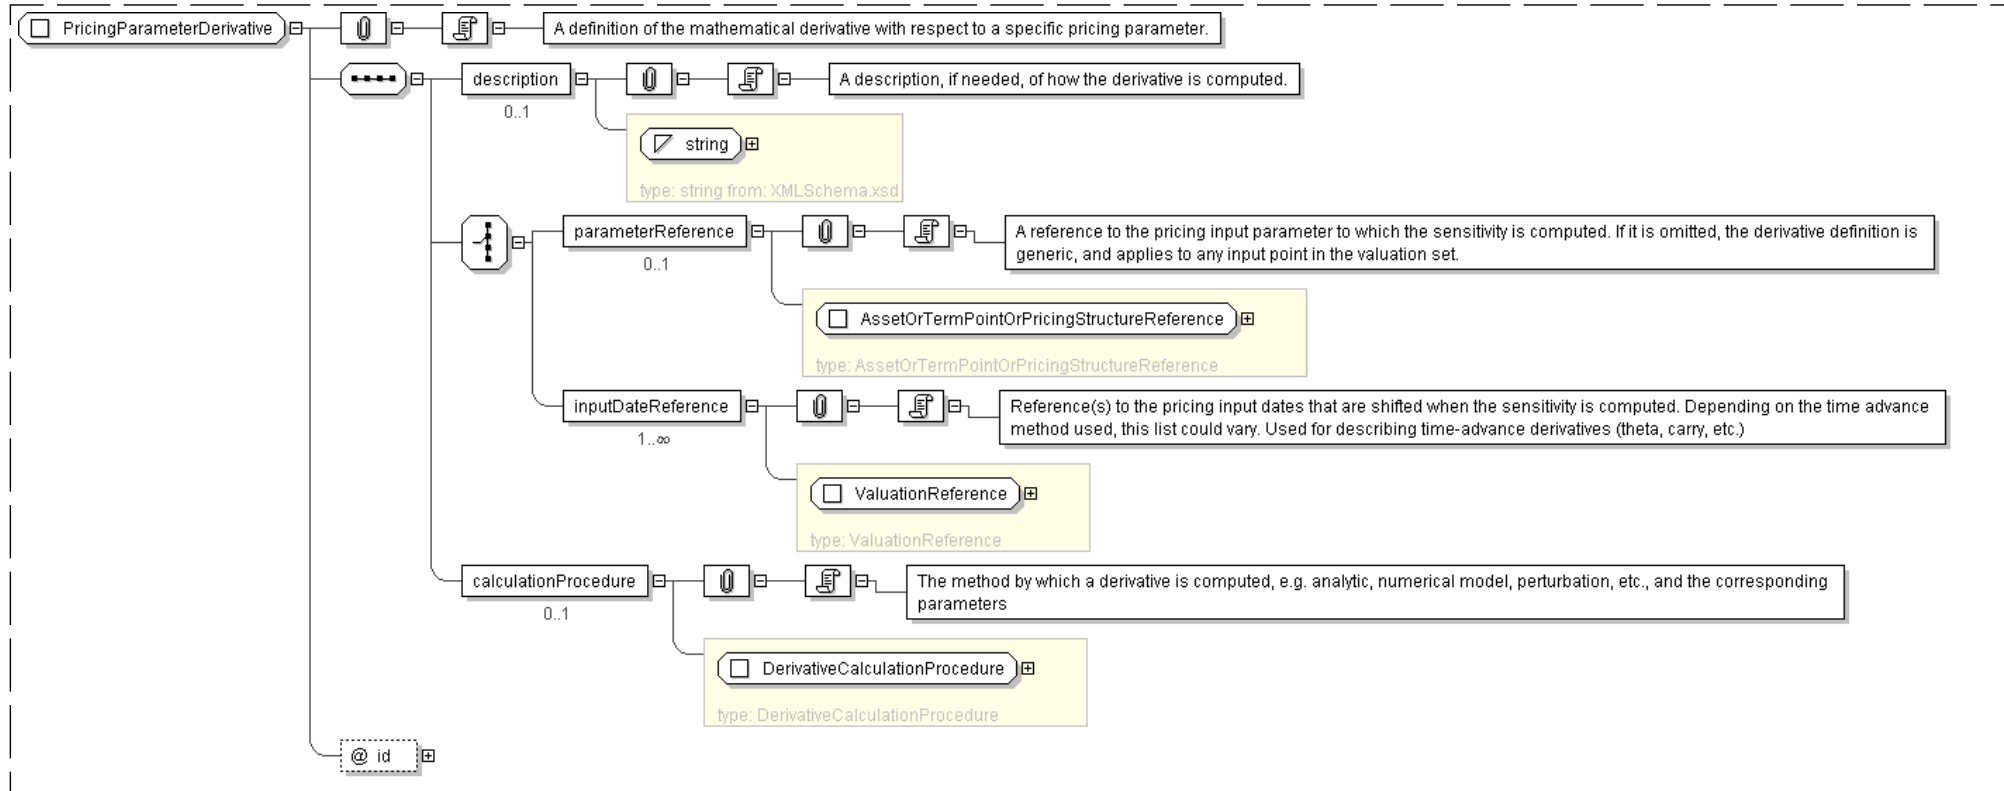 PricingParameterDerivative
A definition of the mathematical derivative with respect to a specific pricing parameter.
description
A description, if needed, of how the derivative is computed.
0..1
string
type: string from: XMLSchema.xsd
parameterReference
A reference to the pricing input parameter to which the sensitivity is computed. If it is omitted, the derivative definition is
generic, and applies to any input point in the valuation set.
0..1
AssetOrTermPointOrPricingStructureReference
type: AssetOrTermPointOrPricingStructureReference
inputDateReference
Reference(s) to the pricing input dates that are shifted when the sensitivity is computed. Depending on the time advance
method used, this list could vary. Used for describing time-advance derivatives (theta, carry, etc.)
1..∞
ValuationReference
type: ValuationReference
calculationProcedure
The method by which a derivative is computed, e.g. analytic, numerical model, perturbation, etc., and the corresponding
parameters
0..1
DerivativeCalculationProcedure
type: DerivativeCalculationProcedure
@ id